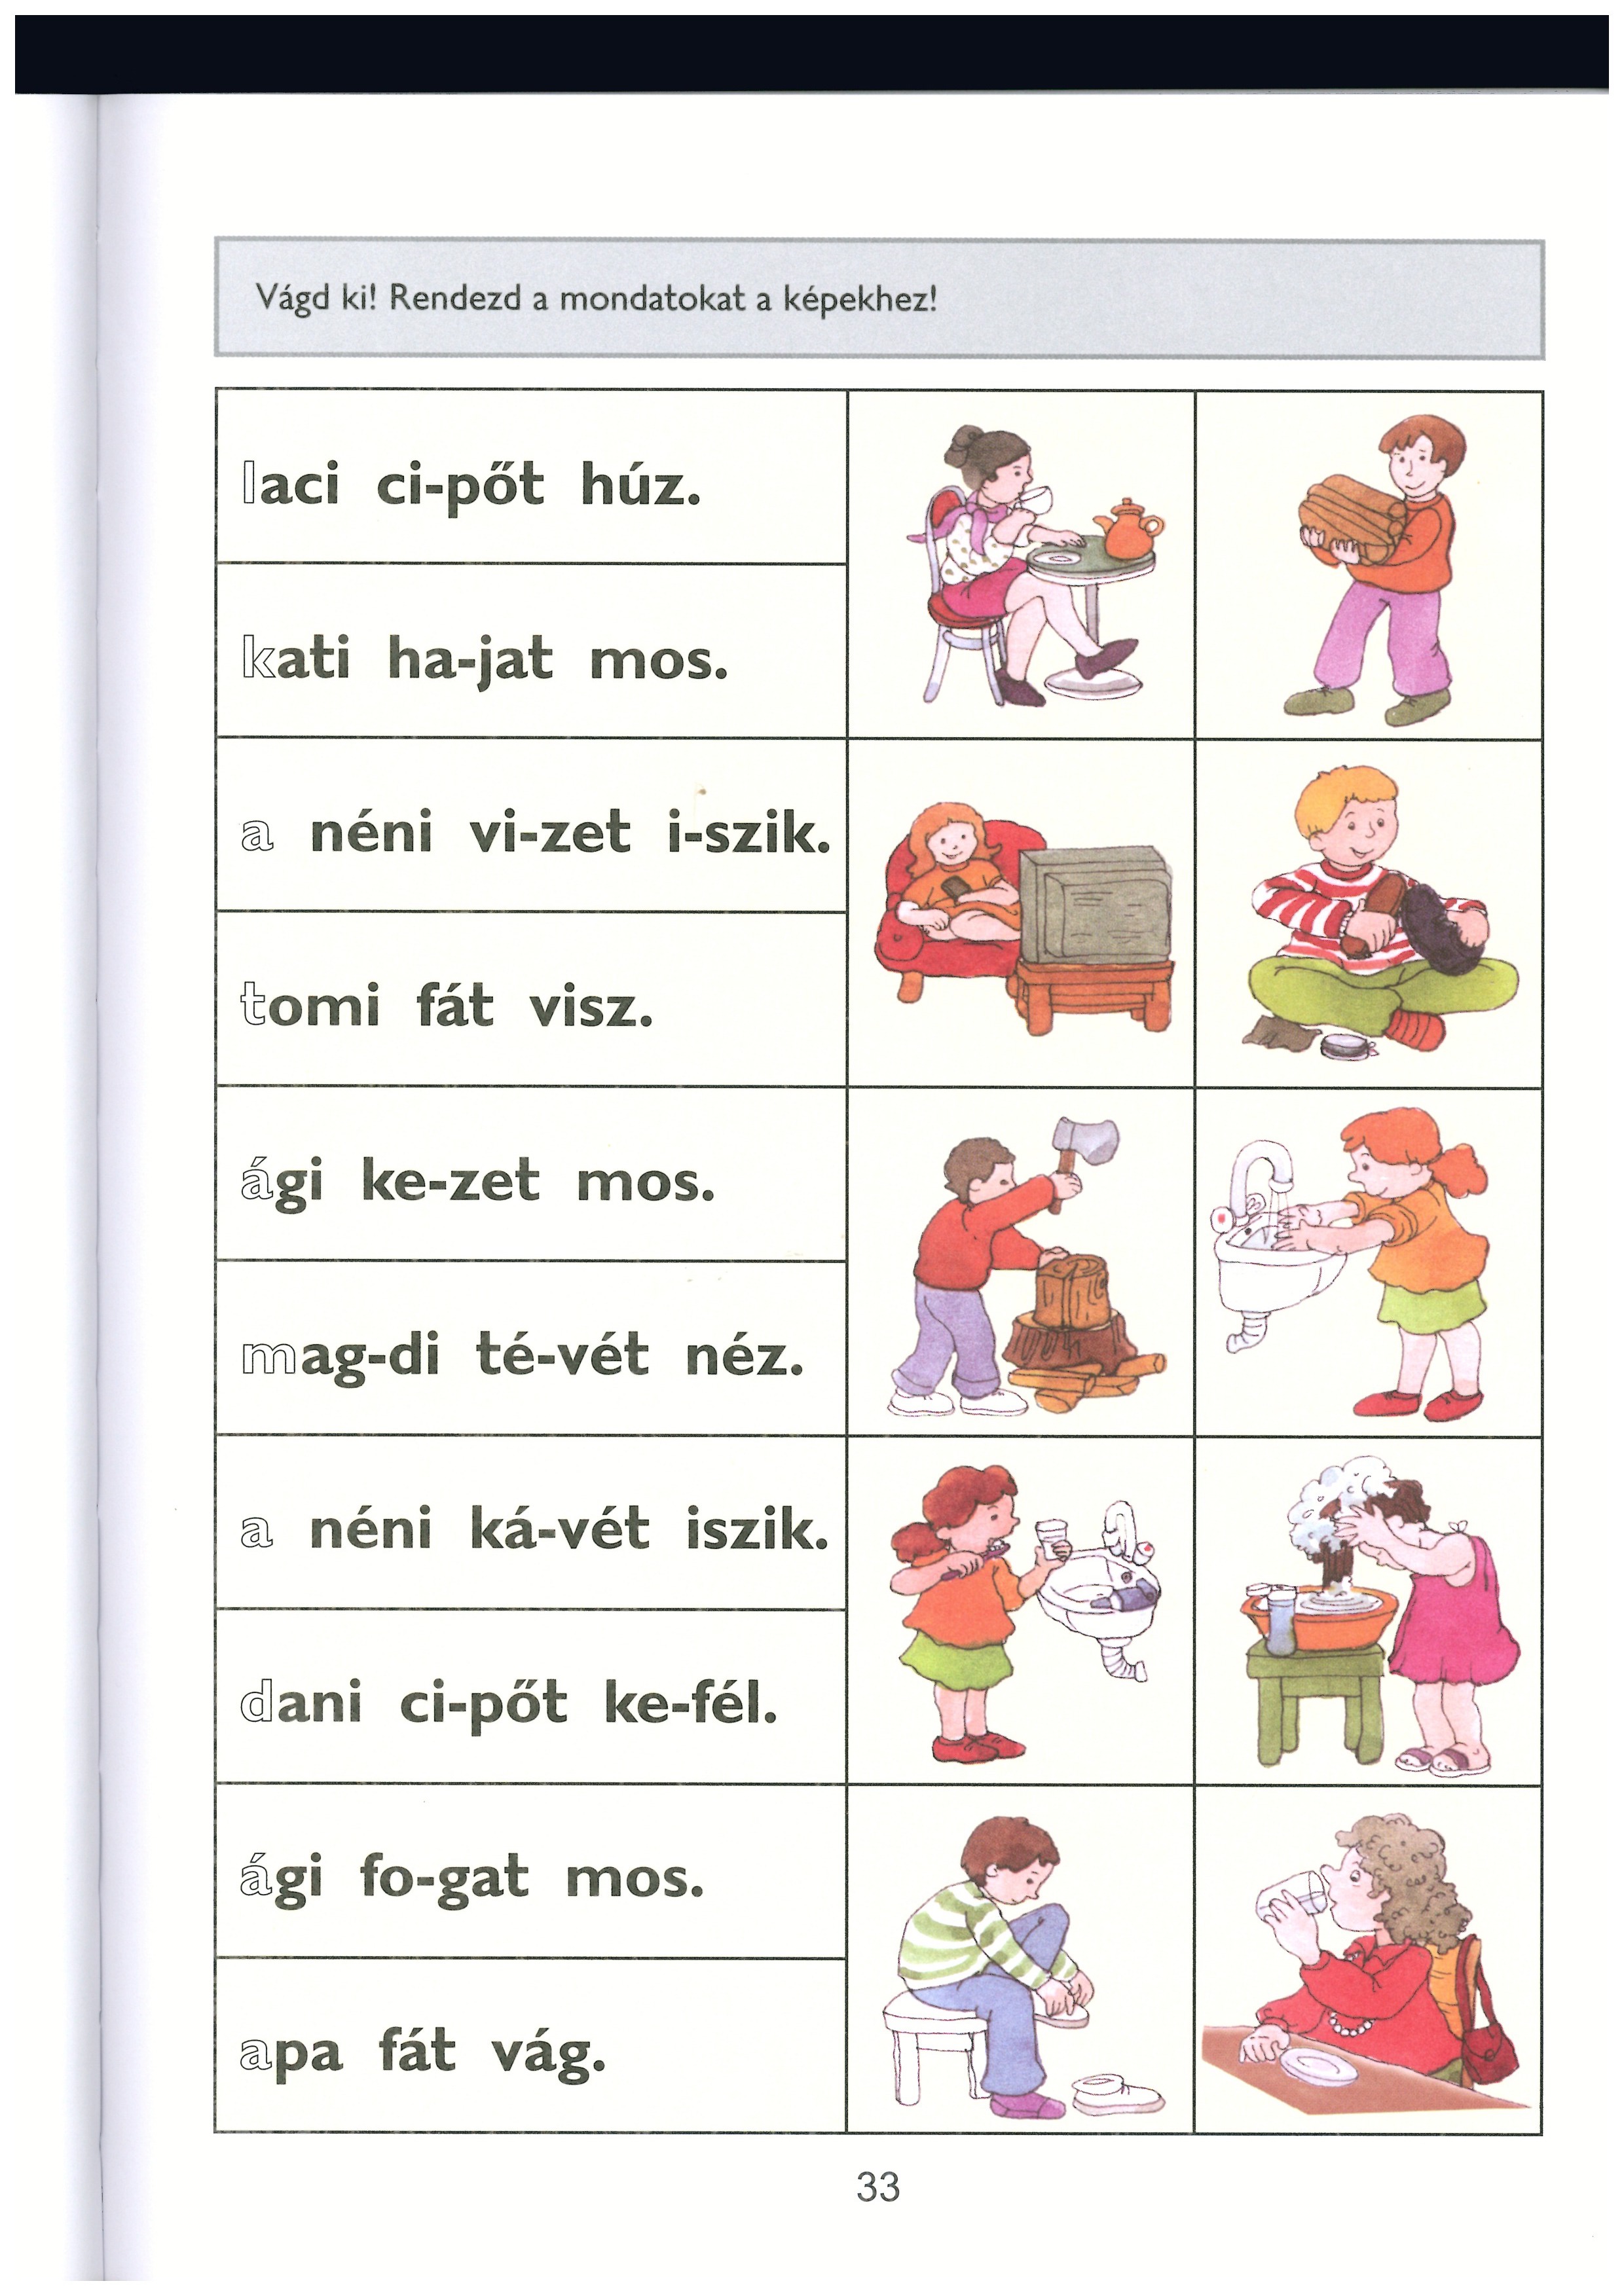 Vágd ki! Rendezd a mondatokat a képekhez!
laci ci-pőt húz.
kati ha-jat mos.
a néni vi-zet i-szik.
tomi fát visz.
ági ke-zet mos.
mag-di té-vét néz.
a néni ká-vét iszik.
dani ci-pőt ke-fél.
ági fo-gat mos.
apa fát vág.
33